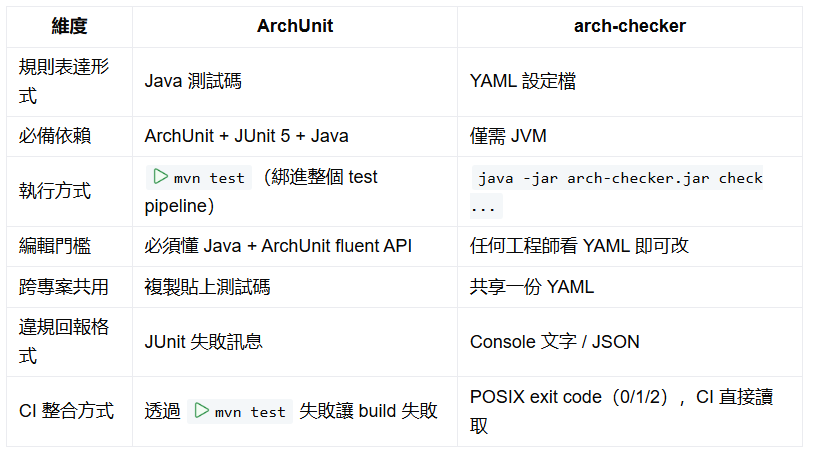 維度 ArchUnit arch-checker
規則表達形
式
Java 測試碼 YAML 設定檔
必備依賴 ArchUnit + JUnit 5 + Java 僅需 JVM
執行方式
mvn test （綁進整個 test
pipeline）
java -jar arch-checker.jar check
...
編輯門檻 必須懂 Java + ArchUnit fluent API 任何工程師看 YAML 即可改
跨專案共用 複製貼上測試碼 共享一份 YAML
違規回報格
式
JUnit 失敗訊息 Console 文字 / JSON
CI 整合方式 透過 mvn test 失敗讓 build 失敗
POSIX exit code（0/1/2），CI 直接讀
取